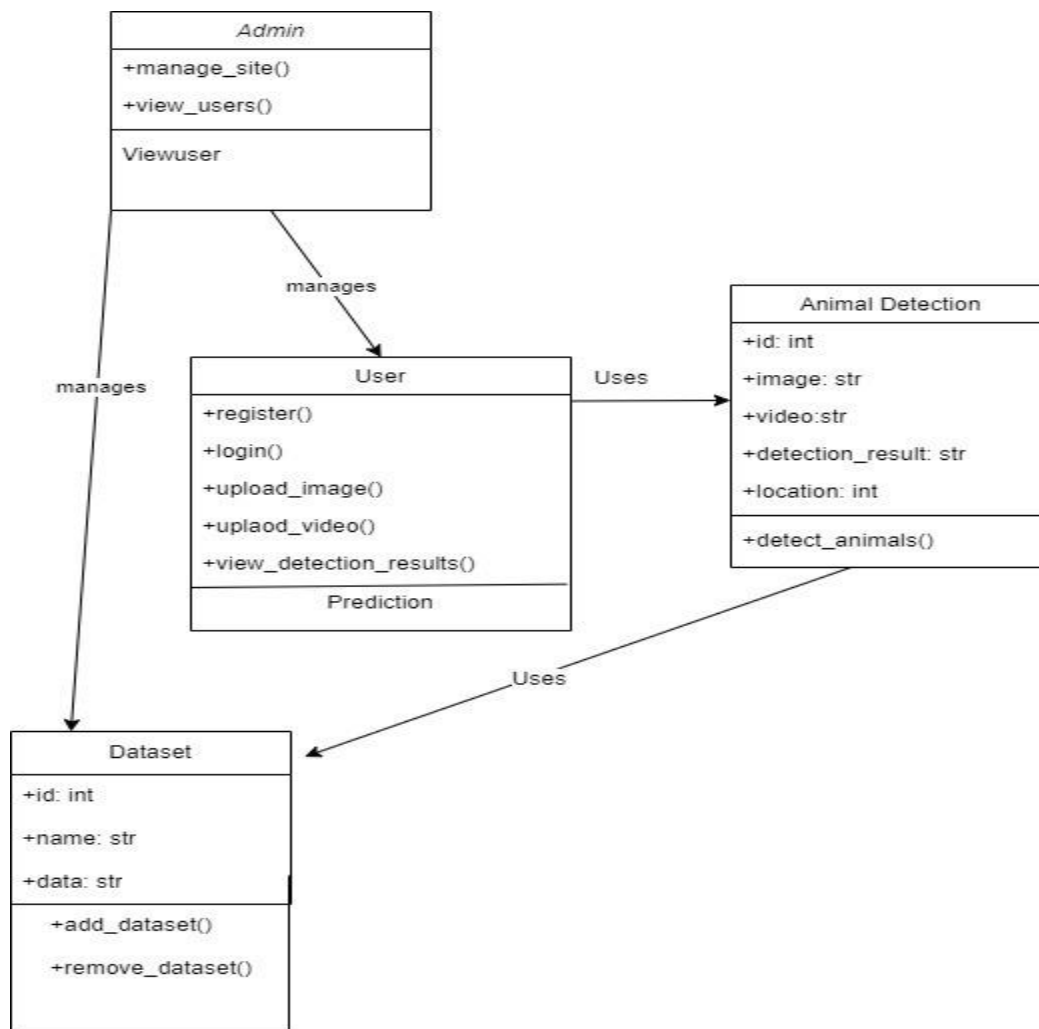 Admin
+manage_site()
+view_users()
Viewuser
manages
manages
User
+register()
+login()
+upload_image()
+uplaod_video()
+view_detection_results()
Prediction
Uses
Animal Detection
+id: int
+image: str
+video:str
+detection_result: str
+location: int
+detect_animals()
Uses
Dataset
+id: int
+name: str
+data: str
+add_dataset()
+remove_dataset()